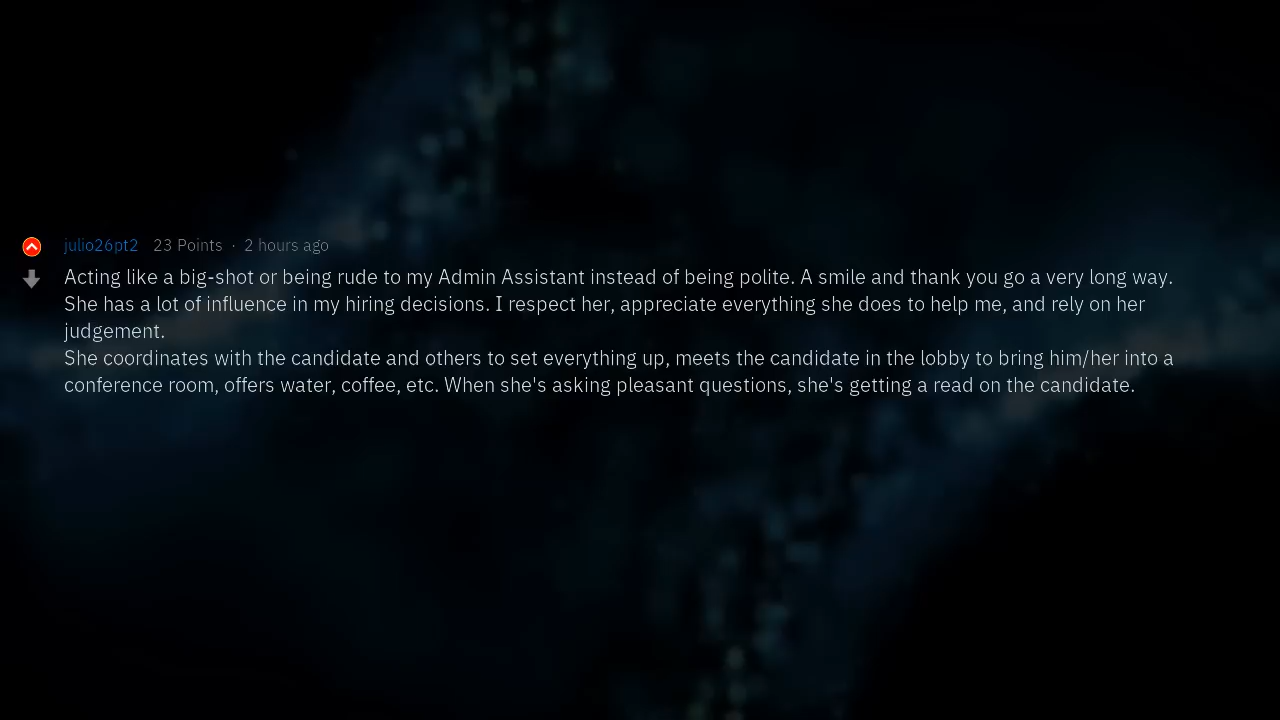 julio26pt2 23 Points · 2 hours ago
Acting like a big-shot or being rude to my Admin Assistant instead of being polite. A smile and thank you go a very long way.
She has a lot of influence in my hiring decisions. I respect her, appreciate everything she does to help me, and rely on her
judgement.
She coordinates with the candidate and others to set everything up, meets the candidate in the lobby to bring him/her into a
conference room, offers water, coffee, etc. When she's asking pleasant questions, she's getting a read on the candidate.